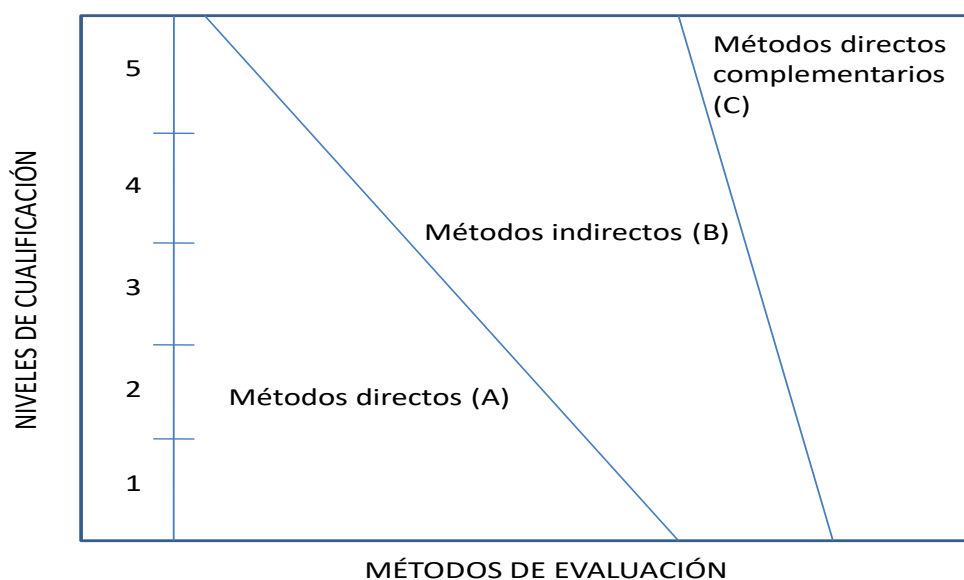 Métodos directos
complementarios
(C)
5
4
Métodos indirectos (B)
3
2
Métodos directos (A)
1
NIVELES DE CUALIFICACIÓN
MÉTODOS DE EVALUACIÓN